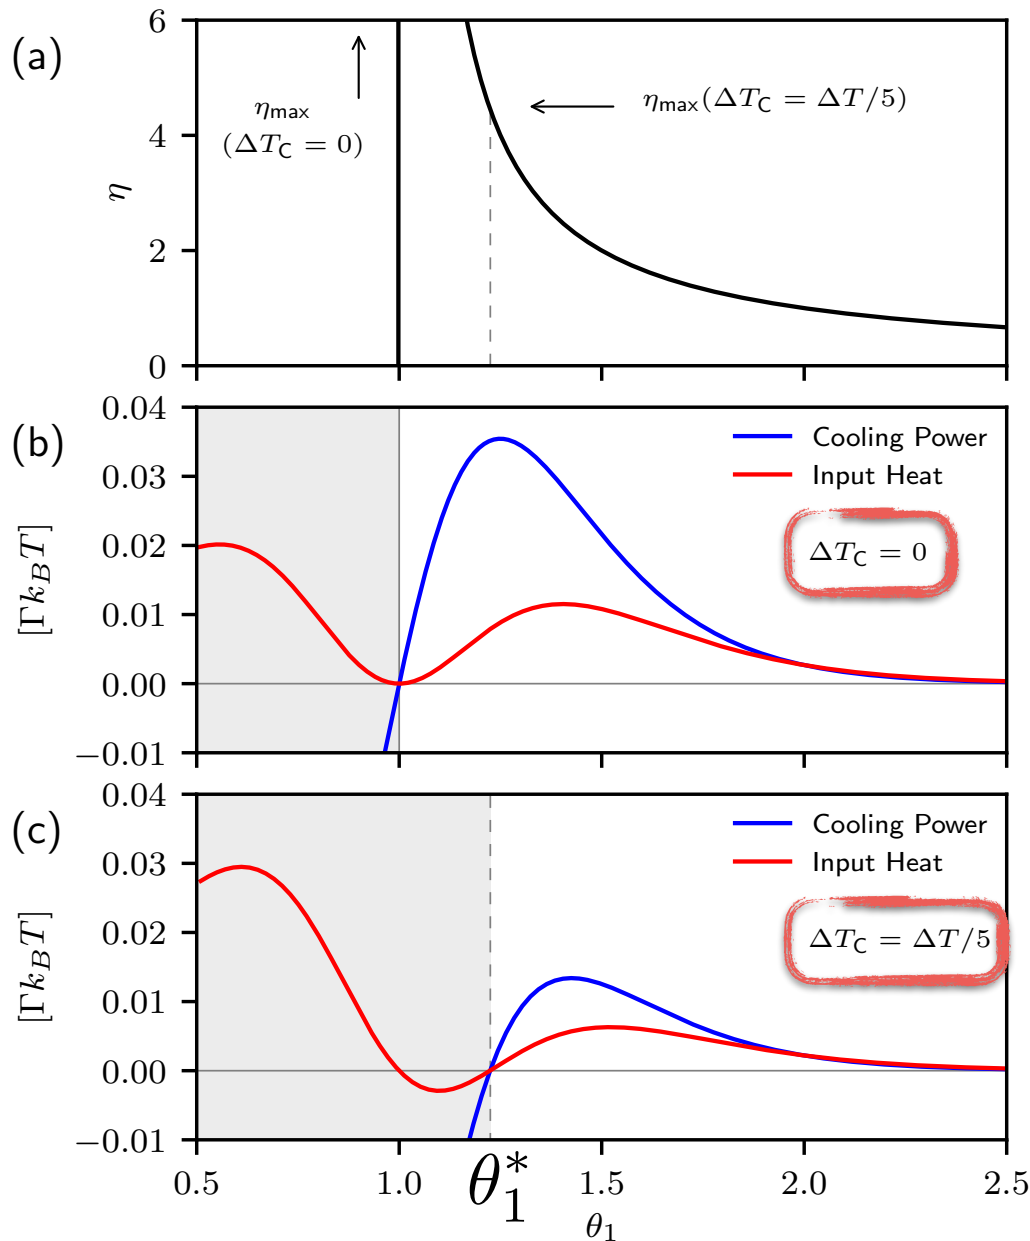 (a)
6
4
2
0
η
η_max
(ΔT_C = 0)
η_max(ΔT_C = ΔT/5)
(b)
0.04
0.03
0.02
0.01
0.00
−0.01
[Γk_BT]
Cooling Power
Input Heat
ΔT_C = 0
(c)
0.04
0.03
0.02
0.01
0.00
−0.01
[Γk_BT]
Cooling Power
Input Heat
ΔT_C = ΔT/5
0.5 1.0 θ_1^* 1.5 2.0 2.5
θ_1